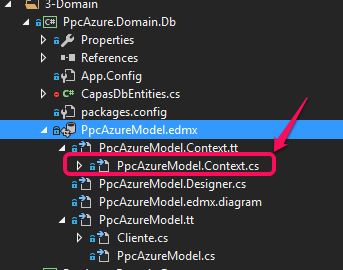 3-Domain
PpcAzure.Domain.Db
Properties
References
App.Config
CapasDbEntities.cs
packages.config
PpcAzureModel.edmx
PpcAzureModel.Context.tt
PpcAzureModel.Context.cs
PpcAzureModel.Designer.cs
PpcAzureModel.edmx.diagram
PpcAzureModel.tt
Cliente.cs
PpcAzureModel.cs